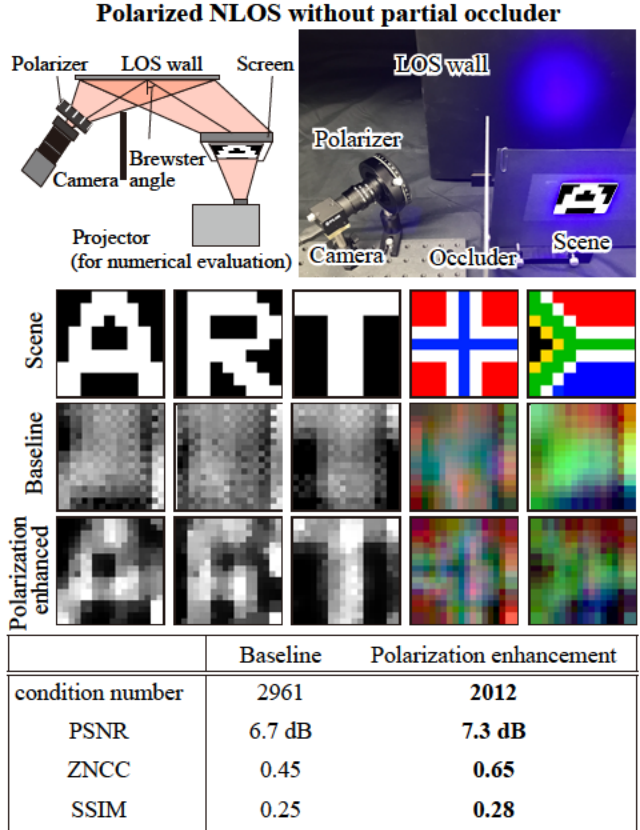 Polarized NLOS without partial occluder
Polarizer
LOS wall
Screen
Camera
Brewster
angle
Projector
(for numerical evaluation)
LOS wall
Polarizer
Camera
Occluder
Scene
Scene
A R T
Baseline
Polarization
enhanced
Baseline Polarization enhancement
condition number 2961 2012
PSNR 6.7 dB 7.3 dB
ZNCC 0.45 0.65
SSIM 0.25 0.28